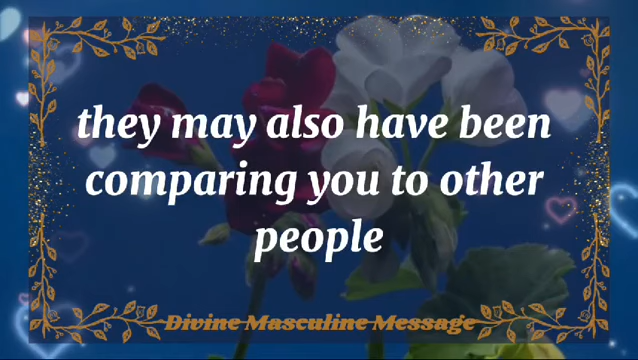 they may also have been
comparing you to other
people
Divine Masculine Message